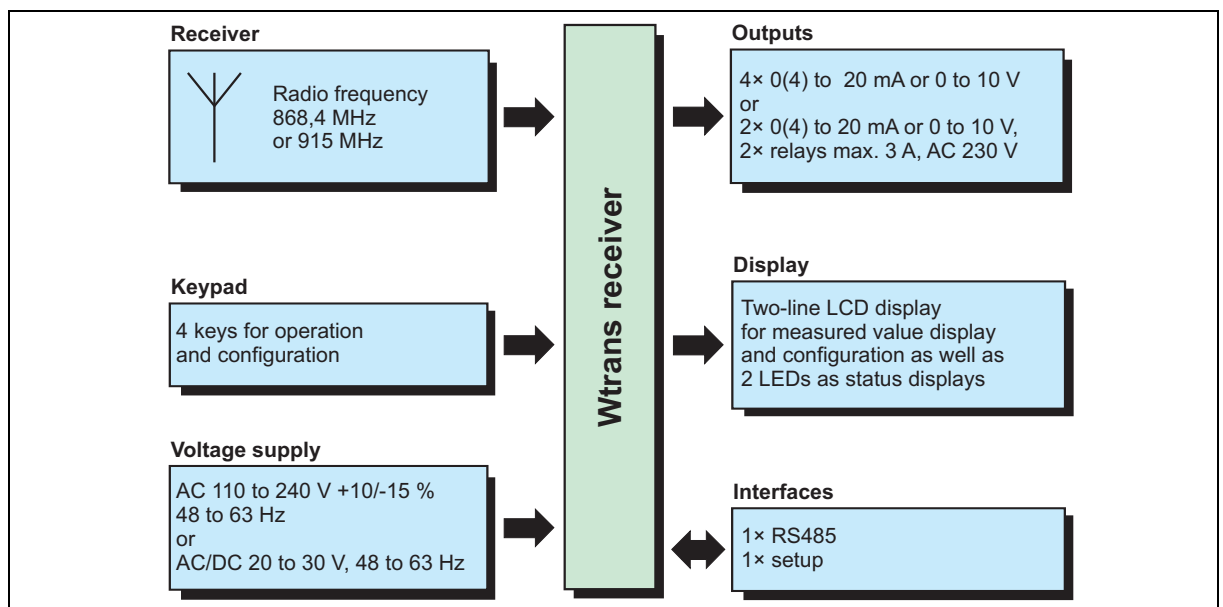 Receiver
Radio frequency
868,4 MHz
or 915 MHz
Keypad
4 keys for operation
and configuration
Voltage supply
AC 110 to 240 V +10/-15 %
48 to 63 Hz
or
AC/DC 20 to 30 V, 48 to 63 Hz
Wtrans receiver
Outputs
4× 0(4) to 20 mA or 0 to 10 V
or
2× 0(4) to 20 mA or 0 to 10 V,
2× relays max. 3 A, AC 230 V
Display
Two-line LCD display
for measured value display
and configuration as well as
2 LEDs as status displays
Interfaces
1× RS485
1× setup